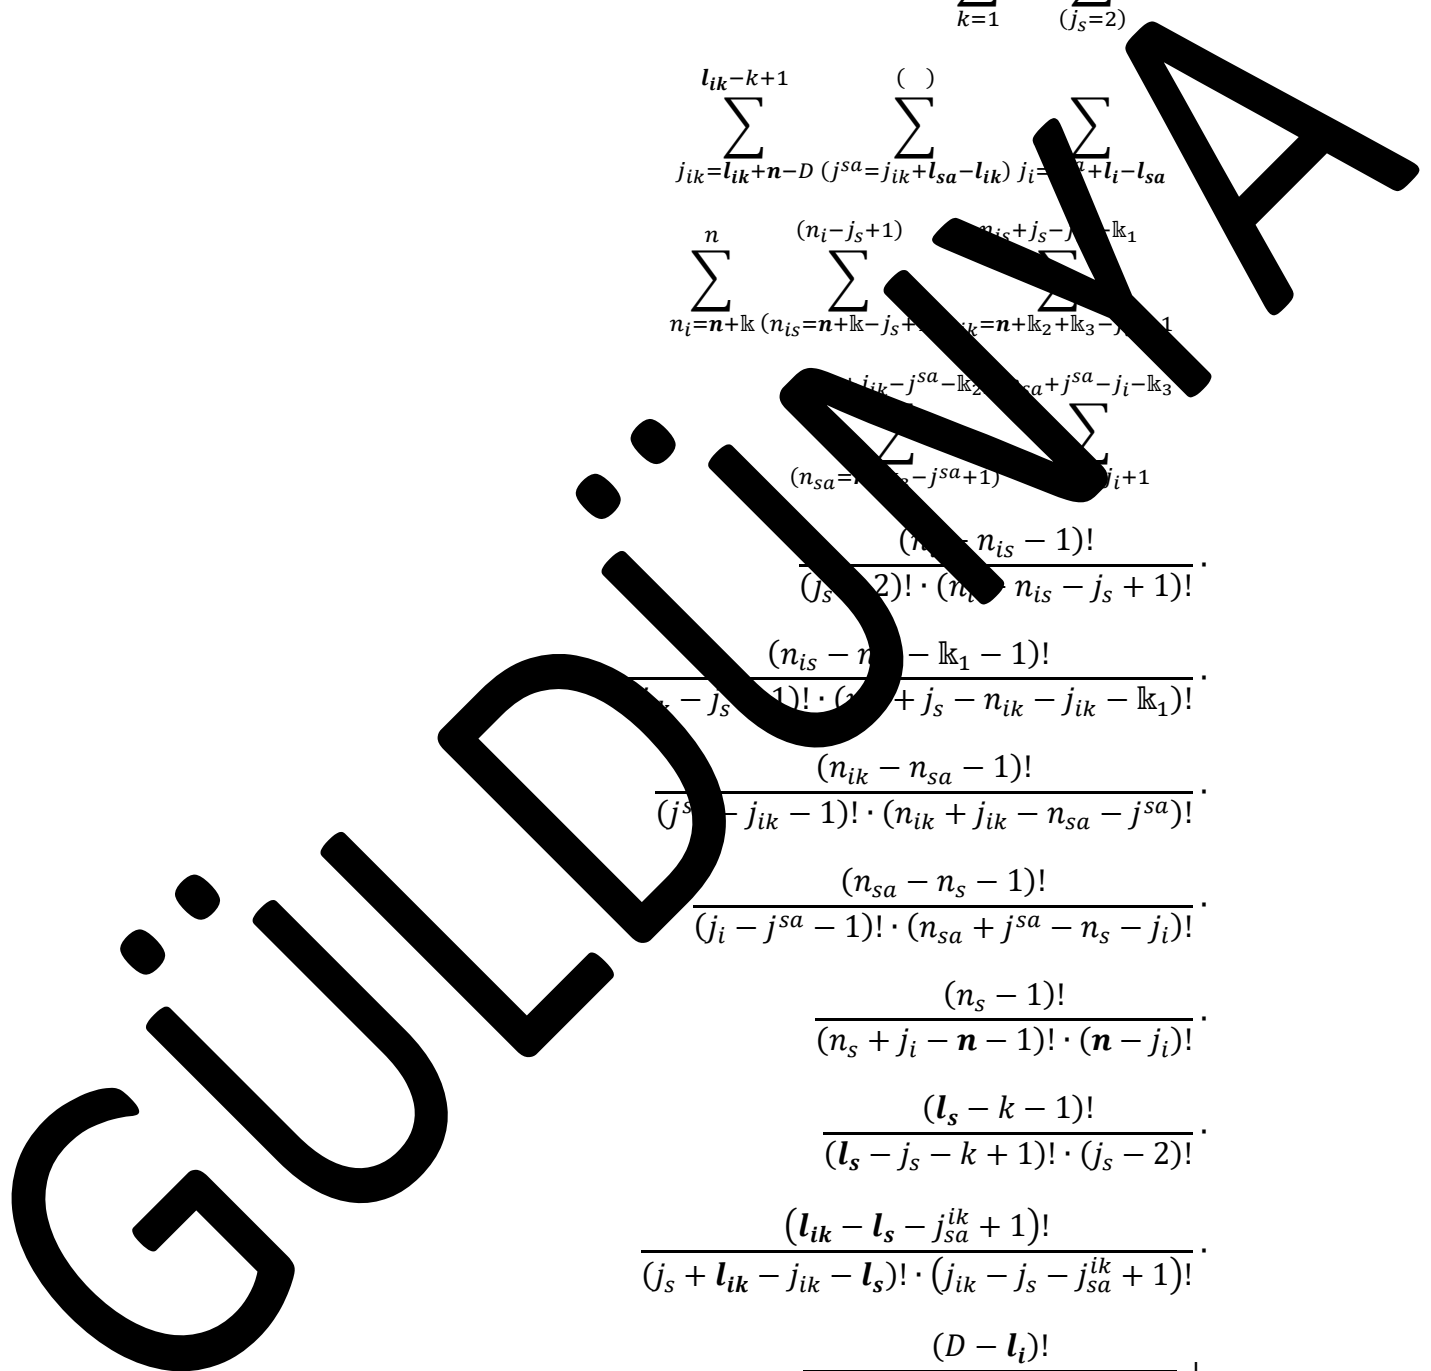 k=1 (j_s=2)
l_ik−k+1 ( )
∑ ∑ ∑
j_ik=l_ik+n−D (j^sa=j_ik+l_sa−l_ik) +l_i−l_sa
n (n_i−j_s+1)
∑ ∑ ∑
n_i=n+𝕜 (n_is=n+𝕜−j_s+ =n+𝕜_2+𝕜_3−
+j_ik−j^sa−𝕜_2 +j^sa−j_i−𝕜_3
∑ ∑
(n_sa= −j^sa+1) j_i+1
n_is − 1)!
(j_s 2)! · ( n_is − j_s + 1)! ·
(n_is − − 𝕜_1 − 1)!
− j_s 1)! · ( + j_s − n_ik − j_ik − 𝕜_1)! ·
(n_ik − n_sa − 1)!
− j_ik − 1)! · (n_ik + j_ik − n_sa − j^sa)! ·
(n_sa − n_s − 1)!
(j_i − j^sa − 1)! · (n_sa + j^sa − n_s − j_i)! ·
(n_s − 1)!
(n_s + j_i − n − 1)! · (n − j_i)! ·
(l_s − k − 1)!
(l_s − j_s − k + 1)! · (j_s − 2)! ·
(l_ik − l_s − j_sa^ik + 1)!
(j_s + l_ik − j_ik − l_s)! · (j_ik − j_s − j_sa^ik + 1)! ·
(D − l_i)!
GÜLDÜNYA